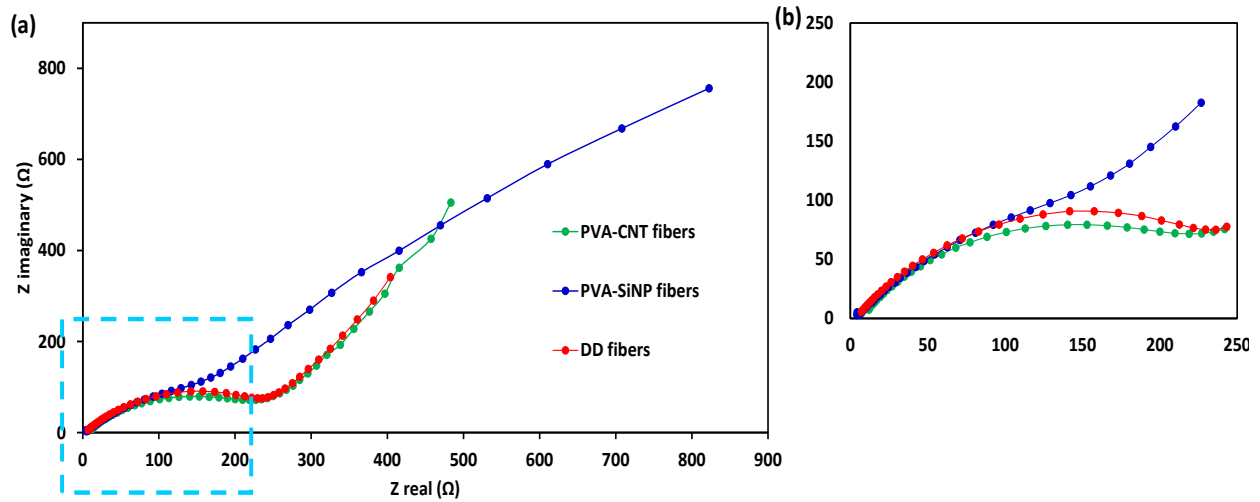 (a)
Z imaginary (Ω)
800
600
400
200
0
0 100 200 300 400 500 600 700 800 900
Z real (Ω)
PVA-CNT fibers
PVA-SiNP fibers
DD fibers
(b)
250
200
150
100
50
0
0 50 100 150 200 250